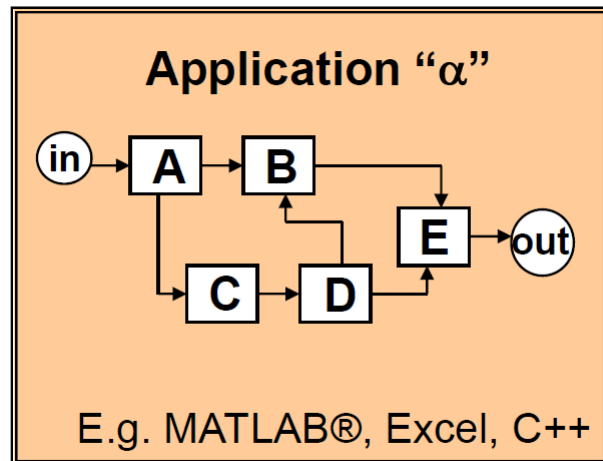 Application “α”
in
A
B
E
out
C
D
E.g. MATLAB®, Excel, C++